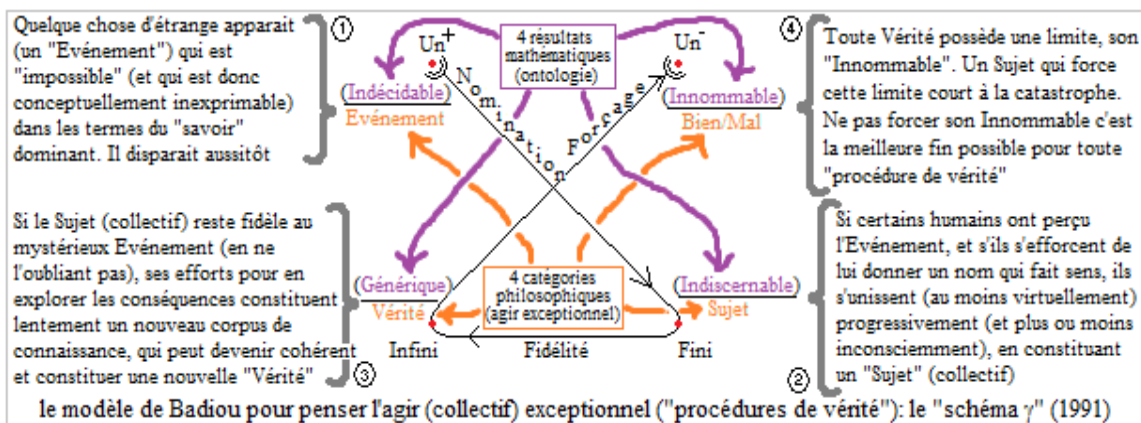 Quelque chose d'étrange apparait
(un "Evénement") qui est
"impossible" (et qui est donc
conceptuellement inexprimable)
dans les termes du "savoir"
dominant. Il disparait aussitôt
1
Un+
(Indécidable)
Evénement
Nomination
4 résultats
mathématiques
(ontologie)
Forçage
Un-
(Innommable)
Bien/Mal
4
Toute Vérité possède une limite, son
"Innommable". Un Sujet qui force
cette limite court à la catastrophe.
Ne pas forcer son Innommable c'est
la meilleure fin possible pour toute
"procédure de vérité"
Si le Sujet (collectif) reste fidèle au
mystérieux Evénement (en ne
l'oubliant pas), ses efforts pour en
explorer les conséquences constituent
lentement un nouveau corpus de
connaissance, qui peut devenir cohérent
et constituer une nouvelle "Vérité"
3
(Générique)
Vérité
4 catégories
philosophiques
(agir exceptionnel)
(Indiscernable)
Sujet
Infini
Fidélité
Fini
2
Si certains humains ont perçu
l'Evénement, et s'ils s'efforcent de
lui donner un nom qui fait sens, ils
s'unissent (au moins virtuellement)
progressivement (et plus ou moins
inconsciemment), en constituant
un "Sujet" (collectif)
le modèle de Badiou pour penser l'agir (collectif) exceptionnel ("procédures de vérité"): le "schéma γ" (1991)